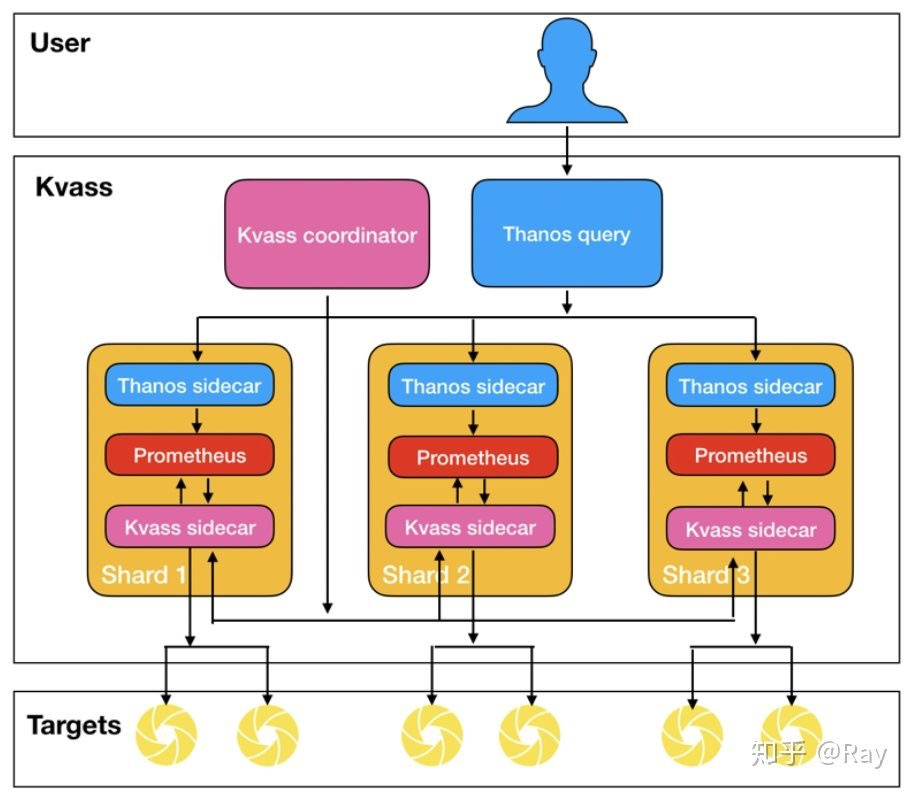 User
Kvass
Kvass coordinator
Thanos query
Thanos sidecar
Thanos sidecar
Thanos sidecar
Prometheus
Prometheus
Prometheus
Kvass sidecar
Kvass sidecar
Kvass sidecar
Shard 1
Shard 2
Shard 3
Targets
知乎 @Ray